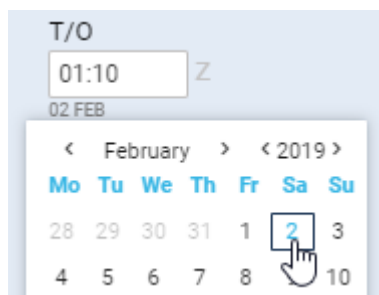 T/O
01:10 Z
02 FEB
‹ February › ‹ 2019 ›
Mo Tu We Th Fr Sa Su
28 29 30 31 1 2 3
4 5 6 7 8 10